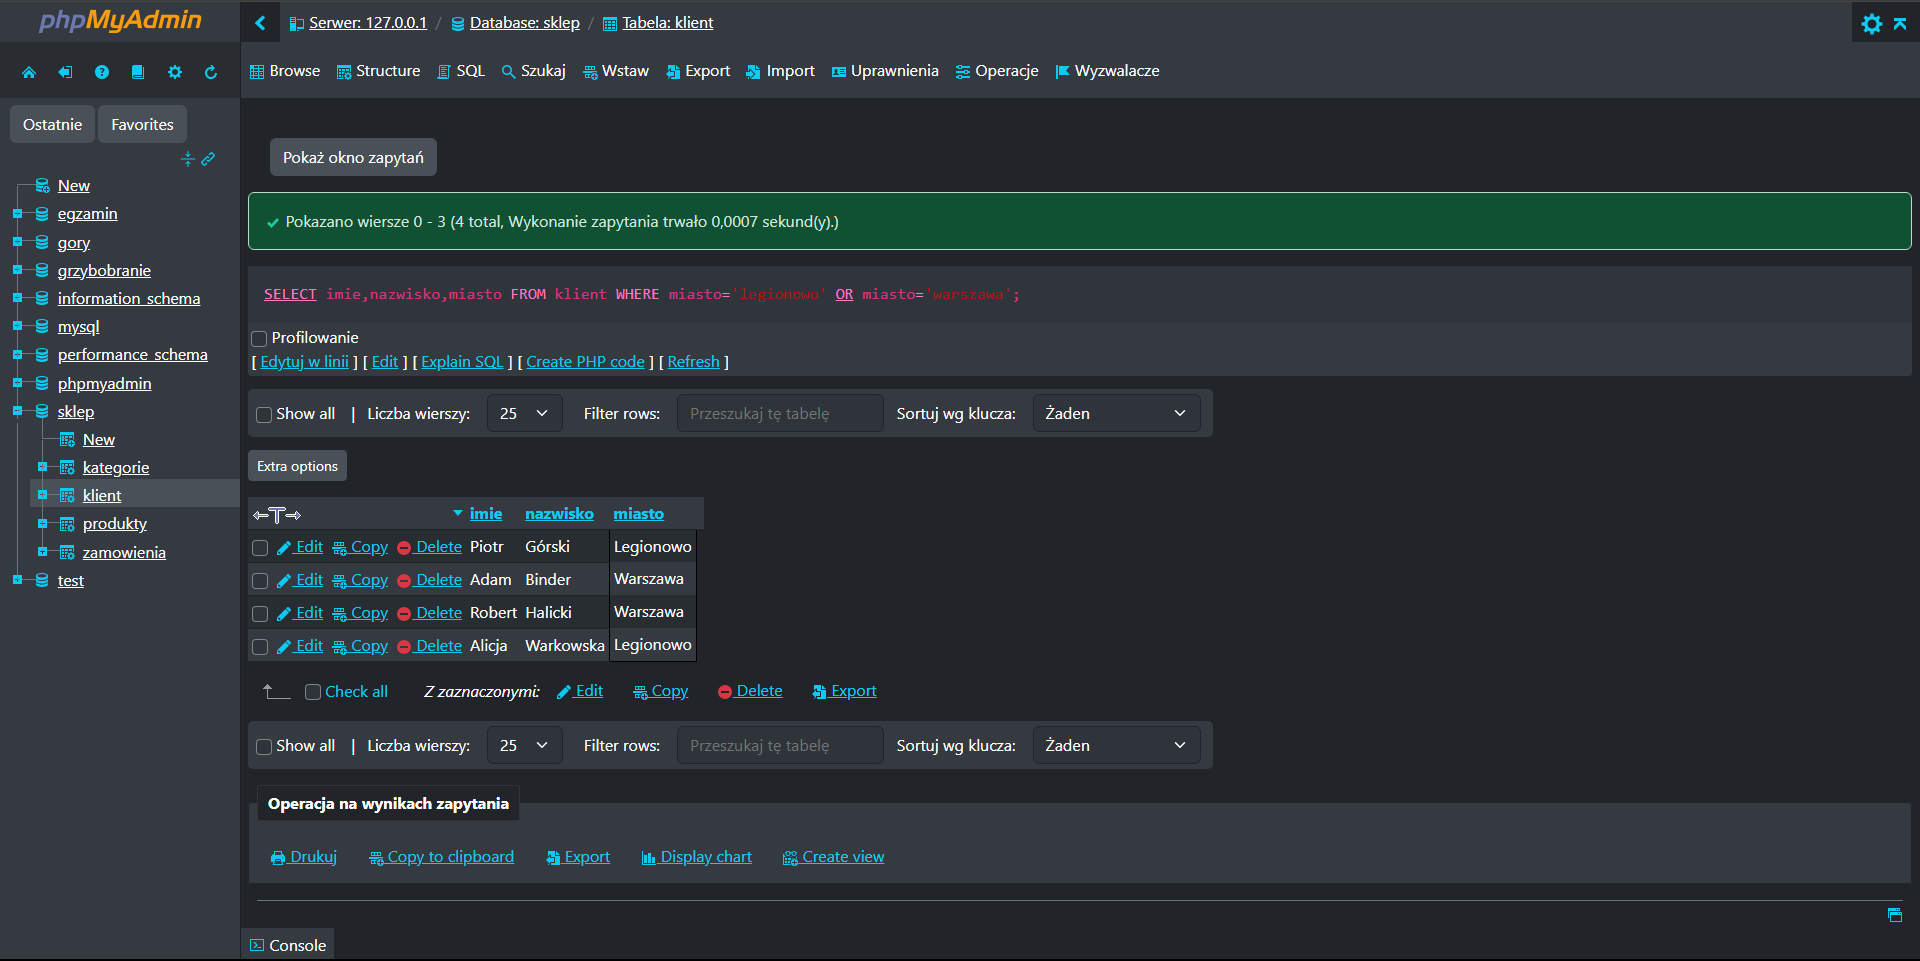 phpMyAdmin
Serwer: 127.0.0.1 / Database: sklep / Tabela: klient
Browse Structure SQL Szukaj Wstaw Export Import Uprawnienia Operacje Wyzwalacze
Ostatnie Favorites
New
egzamin
gory
grzybobranie
information_schema
mysql
performance_schema
phpmyadmin
sklep
New
kategorie
klient
produkty
zamowienia
test
Pokaż okno zapytań
Pokazano wiersze 0 - 3 (4 total, Wykonanie zapytania trwało 0,0007 sekund(y).)
SELECT imie,nazwisko,miasto FROM klient WHERE miasto='legionowo' OR miasto='warszawa';
Profilowanie
[ Edytuj w linii ] [ Edit ] [ Explain SQL ] [ Create PHP code ] [ Refresh ]
Show all | Liczba wierszy: 25 Filter rows: Przeszukaj tę tabelę Sortuj wg klucza: Żaden
Extra options
←T→ imie nazwisko miasto
Edit Copy Delete Piotr Górski Legionowo
Edit Copy Delete Adam Binder Warszawa
Edit Copy Delete Robert Halicki Warszawa
Edit Copy Delete Alicja Warkowska Legionowo
Check all Z zaznaczonymi: Edit Copy Delete Export
Show all | Liczba wierszy: 25 Filter rows: Przeszukaj tę tabelę Sortuj wg klucza: Żaden
Operacja na wynikach zapytania
Drukuj Copy to clipboard Export Display chart Create view
Console